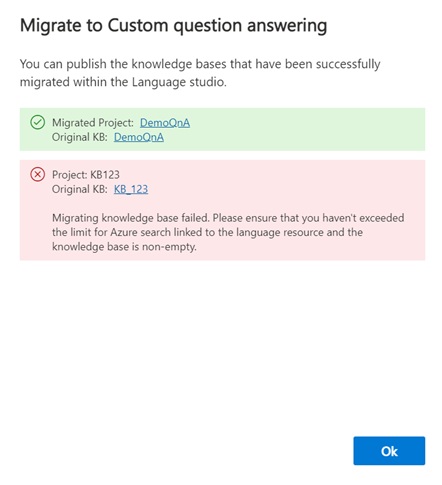 Migrate to Custom question answering
You can publish the knowledge bases that have been successfully
migrated within the Language studio.
Migrated Project: DemoQnA
Original KB: DemoQnA
Project: KB123
Original KB: KB_123
Migrating knowledge base failed. Please ensure that you haven't exceeded
the limit for Azure search linked to the language resource and the
knowledge base is non-empty.
Ok